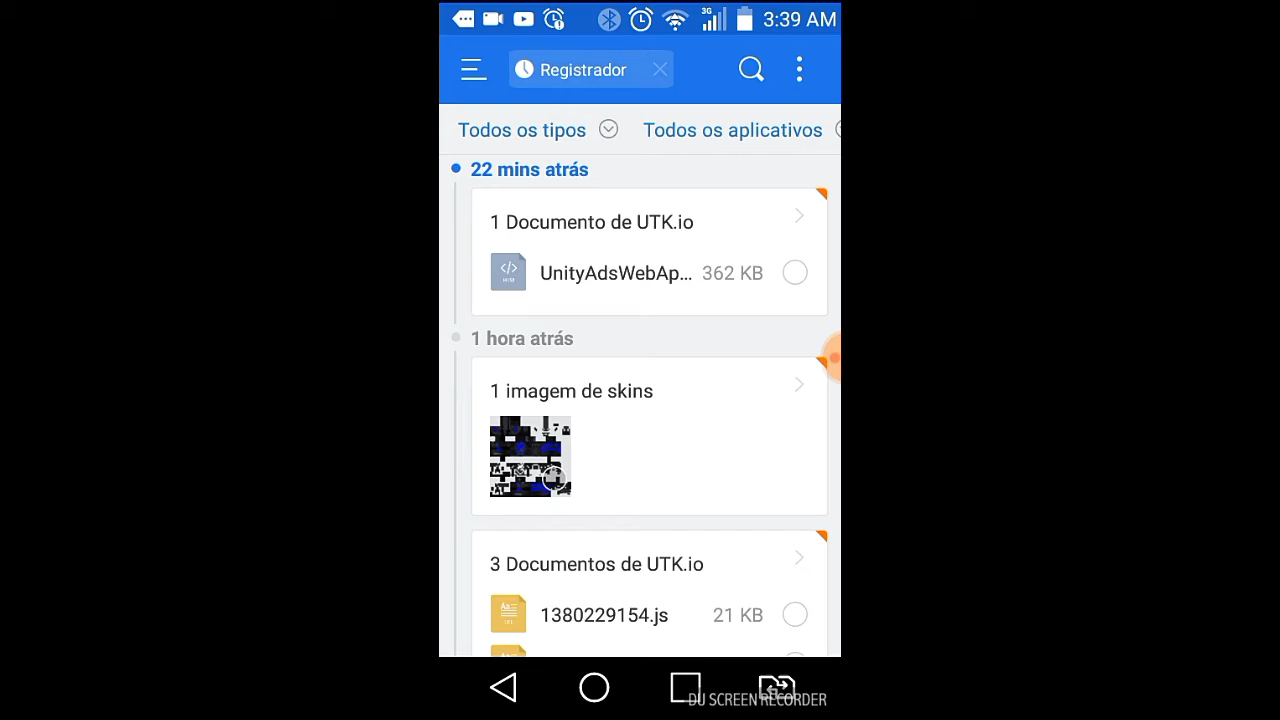 3G 3:39 AM
Registrador
Todos os tipos Todos os aplicativos
22 mins atrás
1 Documento de UTK.io
UnityAdsWebAp... 362 KB
1 hora atrás
1 imagem de skins
3 Documentos de UTK.io
1380229154.js 21 KB
DU SCREEN RECORDER